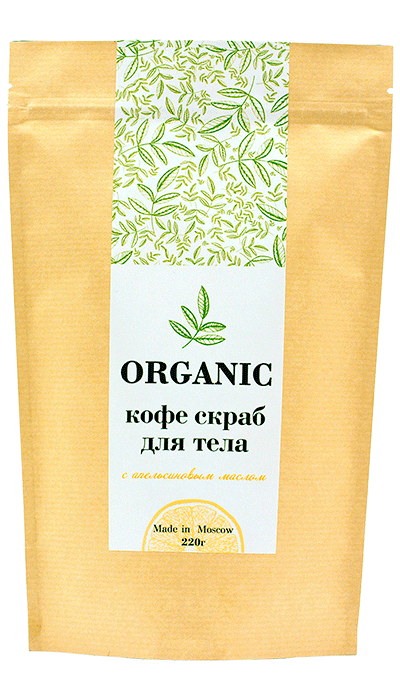 ORGANIC
кофе скраб
для тела
с апельсиновым маслом
Made in Moscow
220г